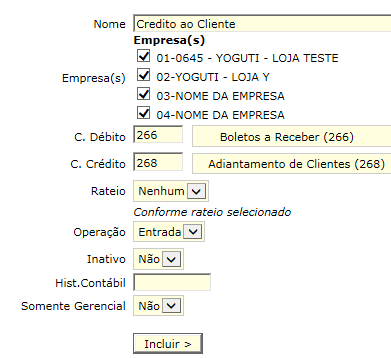 Nome Credito ao Cliente
Empresa(s)
01-0645 - YOGUTI - LOJA TESTE
Empresa(s) 02-YOGUTI - LOJA Y
03-NOME DA EMPRESA
04-NOME DA EMPRESA
C. Débito 266 Boletos a Receber (266)
C. Crédito 268 Adiantamento de Clientes (268)
Rateio Nenhum
Conforme rateio selecionado
Operação Entrada
Inativo Não
Hist.Contábil
Somente Gerencial Não
Incluir >